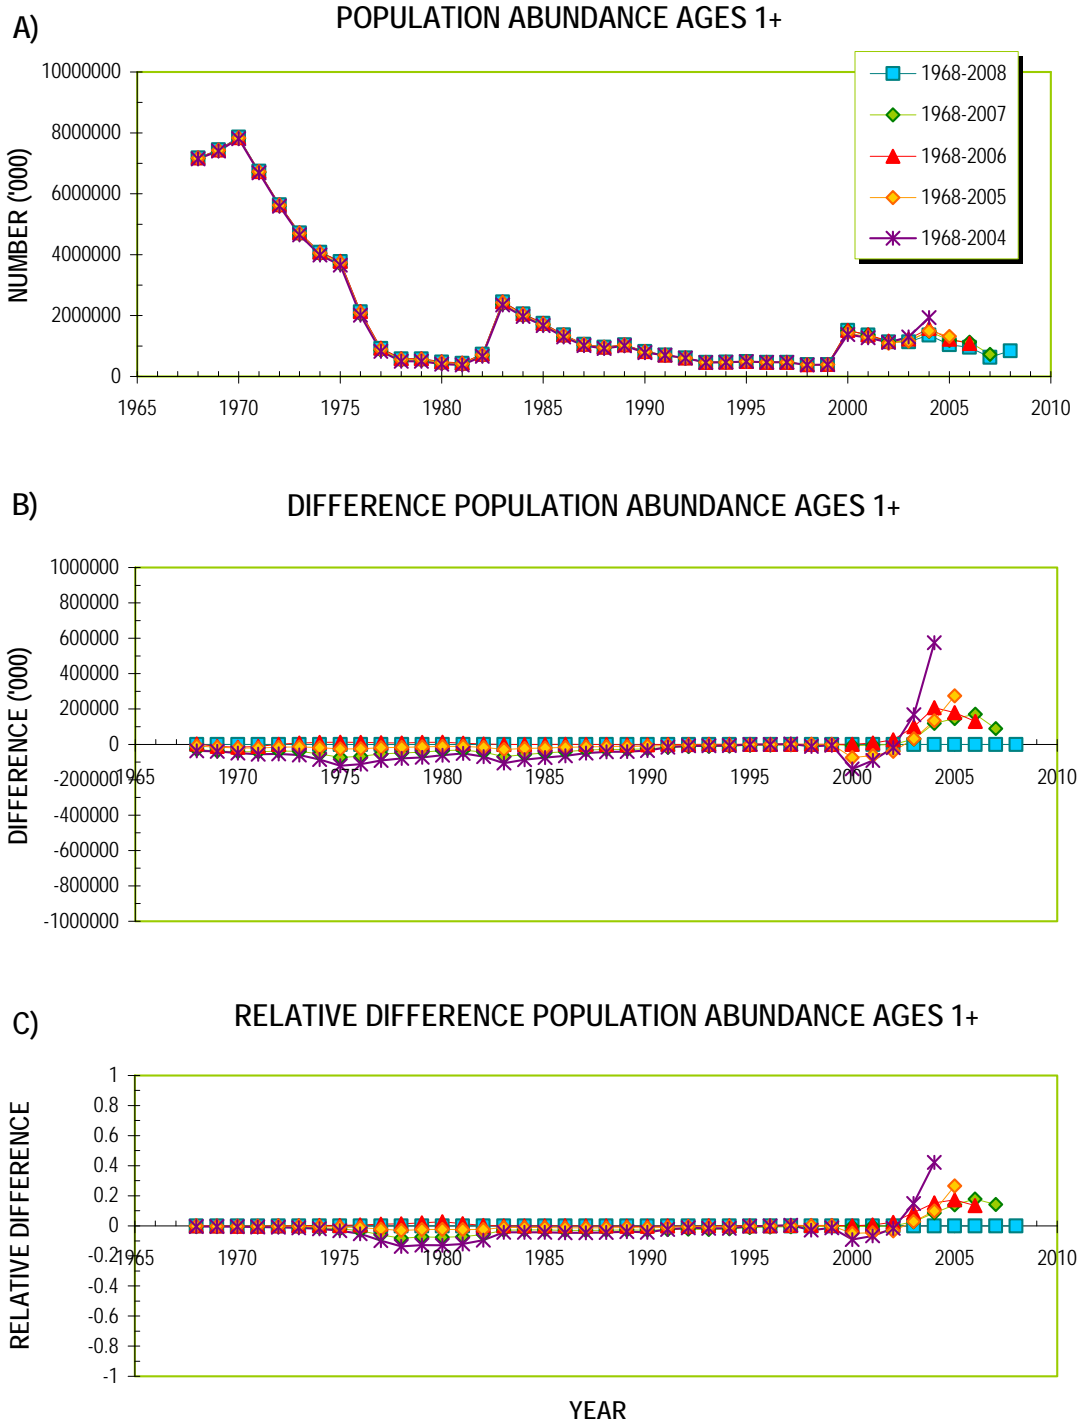 A)
POPULATION ABUNDANCE AGES 1+
1968-2008
1968-2007
1968-2006
1968-2005
1968-2004
NUMBER ('000)
10000000
8000000
6000000
4000000
2000000
0
1965 1970 1975 1980 1985 1990 1995 2000 2005 2010
B)
DIFFERENCE POPULATION ABUNDANCE AGES 1+
DIFFERENCE ('000)
1000000
800000
600000
400000
200000
0
-200000
-400000
-600000
-800000
-1000000
1965 1970 1975 1980 1985 1990 1995 2000 2005 2010
C)
RELATIVE DIFFERENCE POPULATION ABUNDANCE AGES 1+
RELATIVE DIFFERENCE
1
0.8
0.6
0.4
0.2
0
-0.2
-0.4
-0.6
-0.8
-1
1965 1970 1975 1980 1985 1990 1995 2000 2005 2010
YEAR